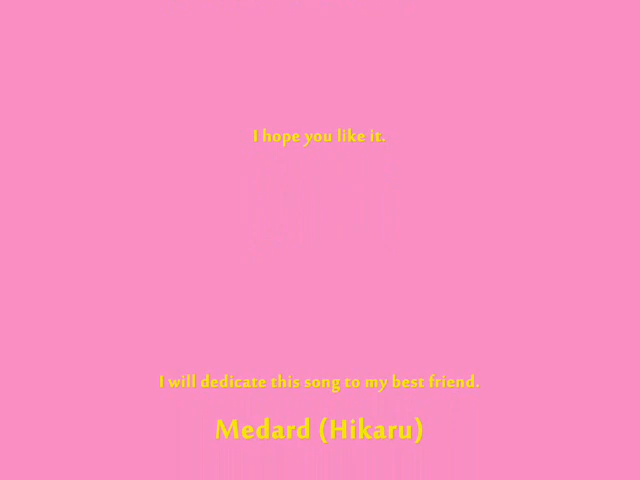 I hope you like it.
I will dedicate this song to my best friend.
Medard (Hikaru)